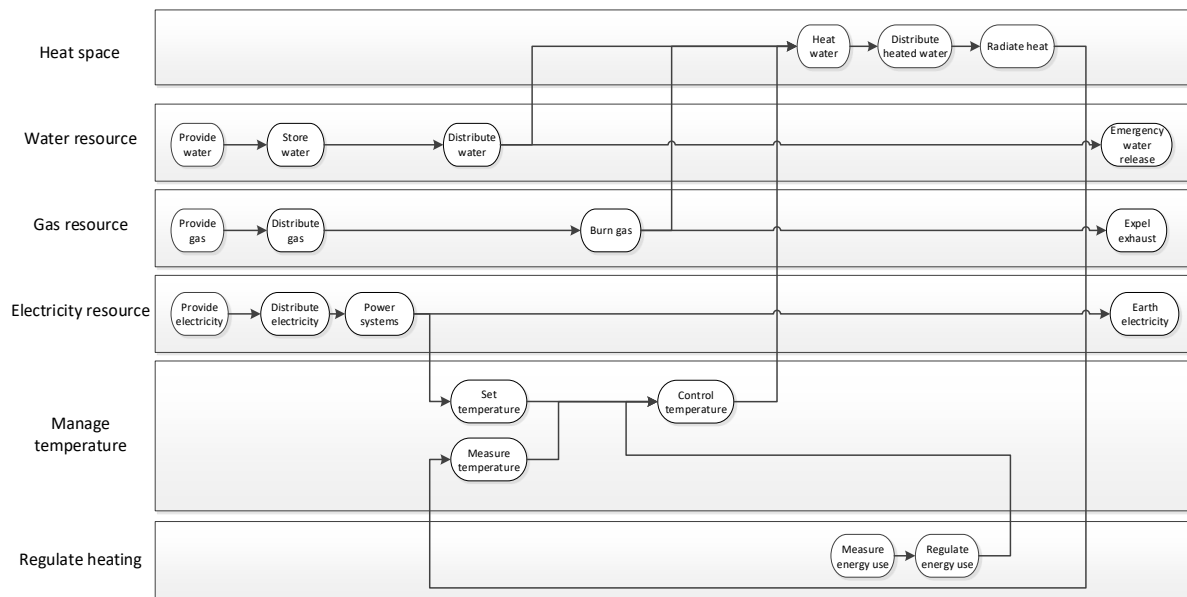 Heat space
Heat
water
Distribute
heated water
Radiate heat
Water resource
Provide
water
Store
water
Distribute
water
Emergency
water
release
Gas resource
Provide
gas
Distribute
gas
Burn gas
Expel
exhaust
Electricity resource
Provide
electricity
Distribute
electricity
Power
systems
Earth
electricity
Manage
temperature
Set
temperature
Control
temperature
Measure
temperature
Regulate heating
Measure
energy use
Regulate
energy use